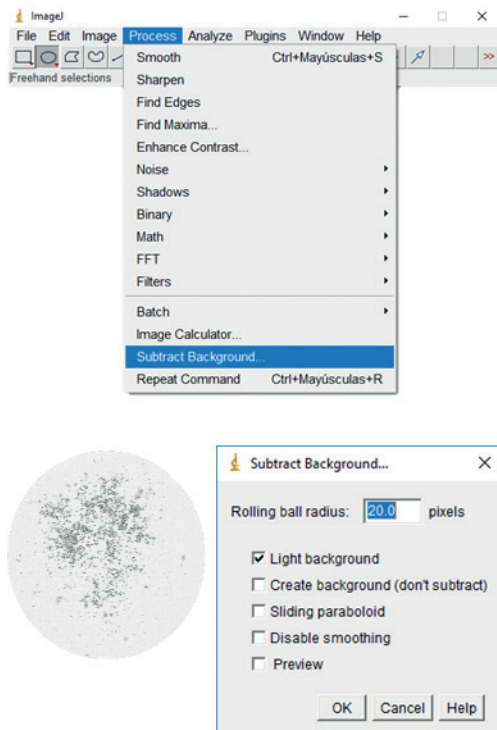 ImageJ
File Edit Image Process Analyze Plugins Window Help
>>
Freehand selections
Smooth Ctrl+Mayúsculas+S
Sharpen
Find Edges
Find Maxima...
Enhance Contrast...
Noise
Shadows
Binary
Math
FFT
Filters
Batch
Image Calculator...
Subtract Background...
Repeat Command Ctrl+Mayúsculas+R
Subtract Background...
Rolling ball radius: 20.0 pixels
Light background
Create background (don't subtract)
Sliding paraboloid
Disable smoothing
Preview
OK Cancel Help